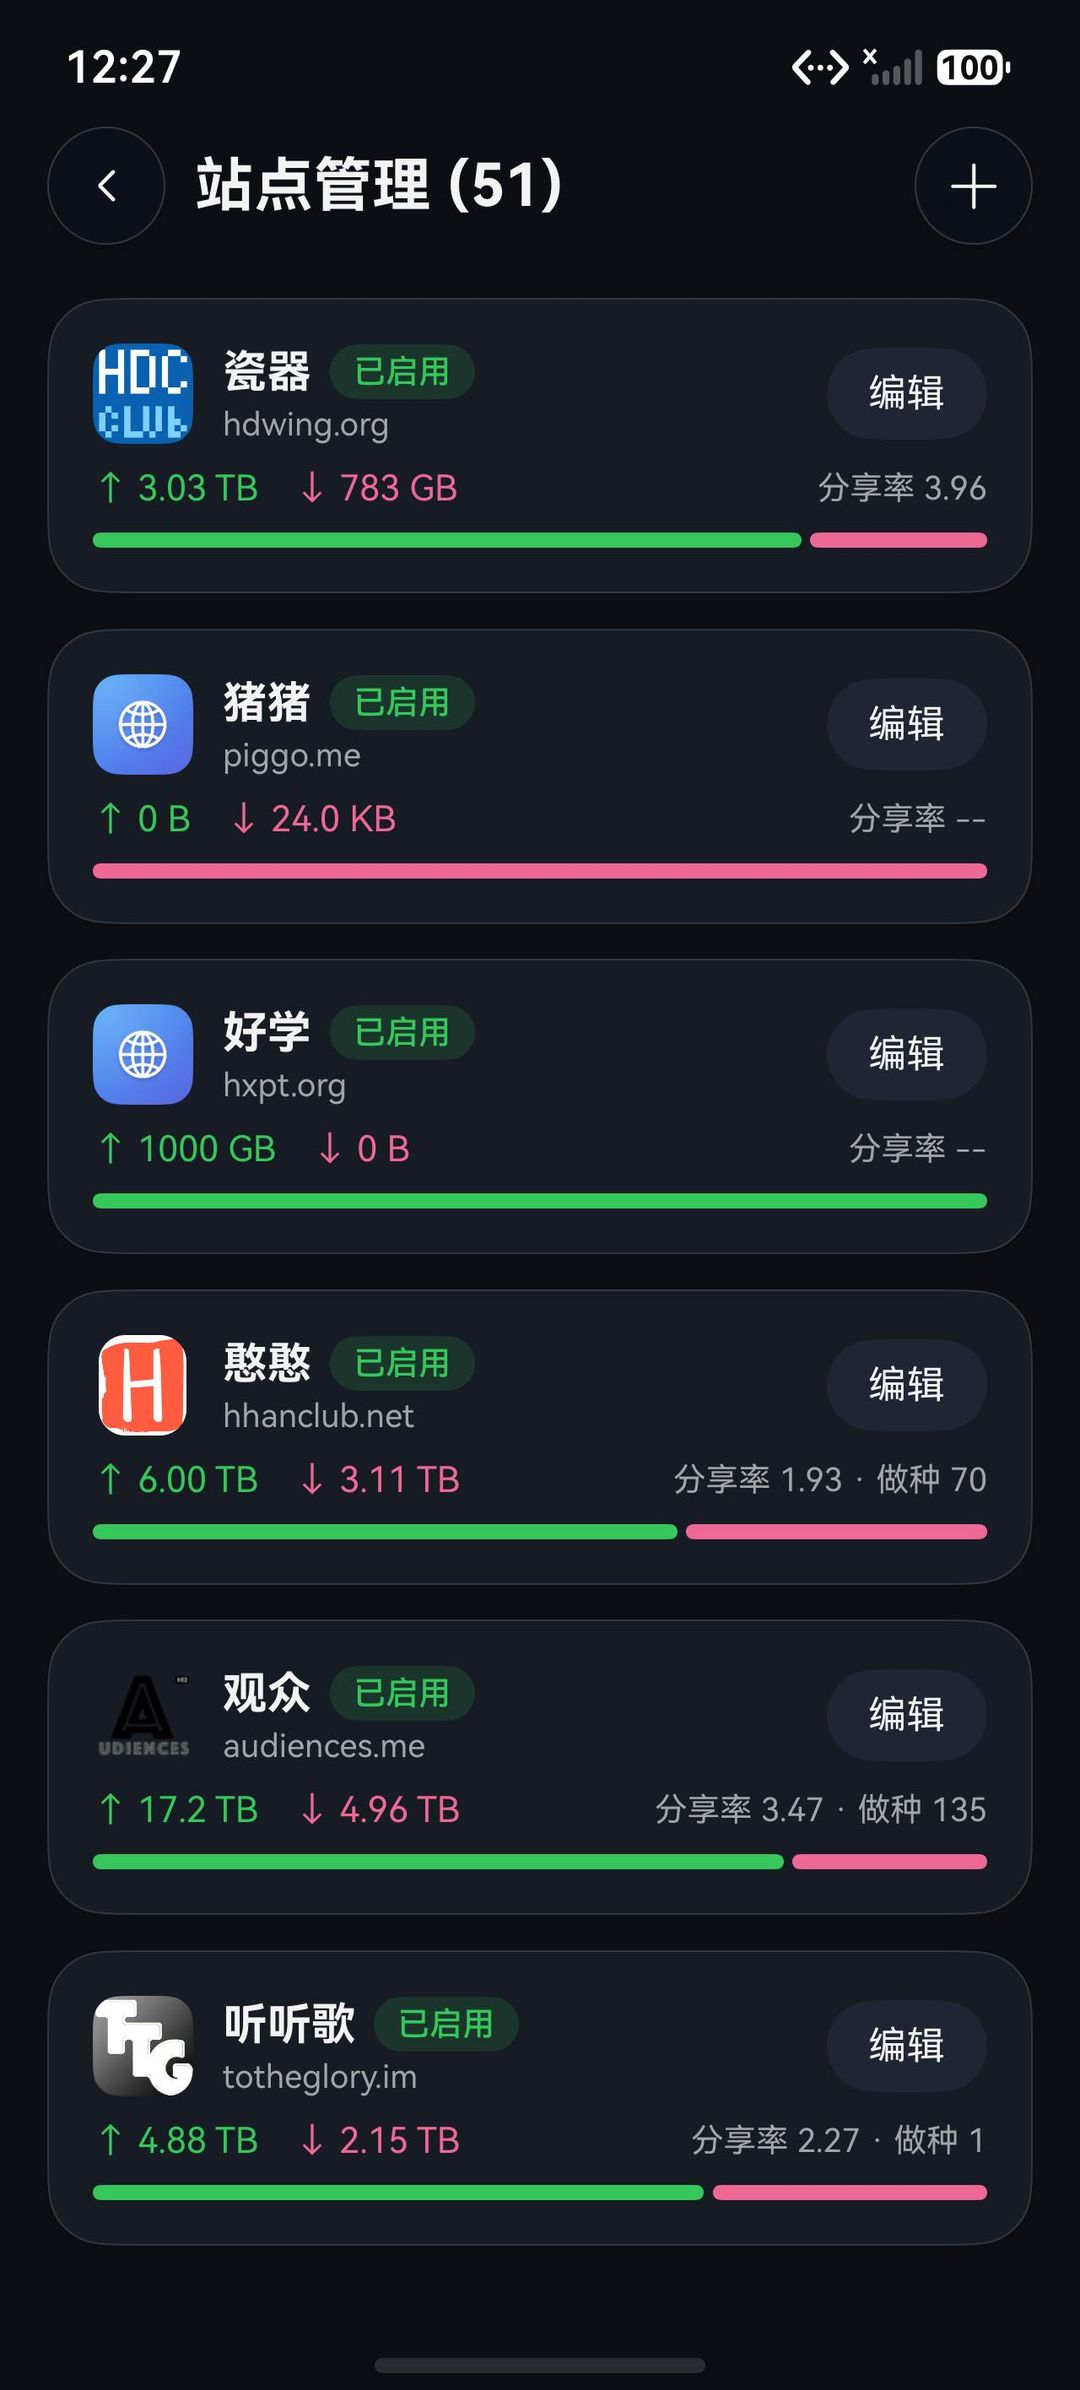 12:27
100
站点管理 (51)
HDC
CLUb
瓷器 已启用
编辑
hdwing.org
↑ 3.03 TB ↓ 783 GB 分享率 3.96
猪猪 已启用
编辑
piggo.me
↑ 0 B ↓ 24.0 KB 分享率 --
好学 已启用
编辑
hxpt.org
↑ 1000 GB ↓ 0 B 分享率 --
H
憨憨 已启用
编辑
hhanclub.net
↑ 6.00 TB ↓ 3.11 TB 分享率 1.93 · 做种 70
A HD
UDIENCES
观众 已启用
编辑
audiences.me
↑ 17.2 TB ↓ 4.96 TB 分享率 3.47 · 做种 135
TTG
听听歌 已启用
编辑
totheglory.im
↑ 4.88 TB ↓ 2.15 TB 分享率 2.27 · 做种 1